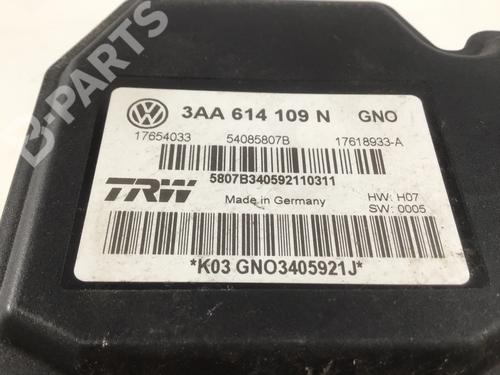 B-PARTS
3AA 614 109 N GNO
17654033 54085807B 17618933-A
5807B340592110311
TRW
Made in Germany
HW: H07
SW: 0005
*K03 GNO3405921J*